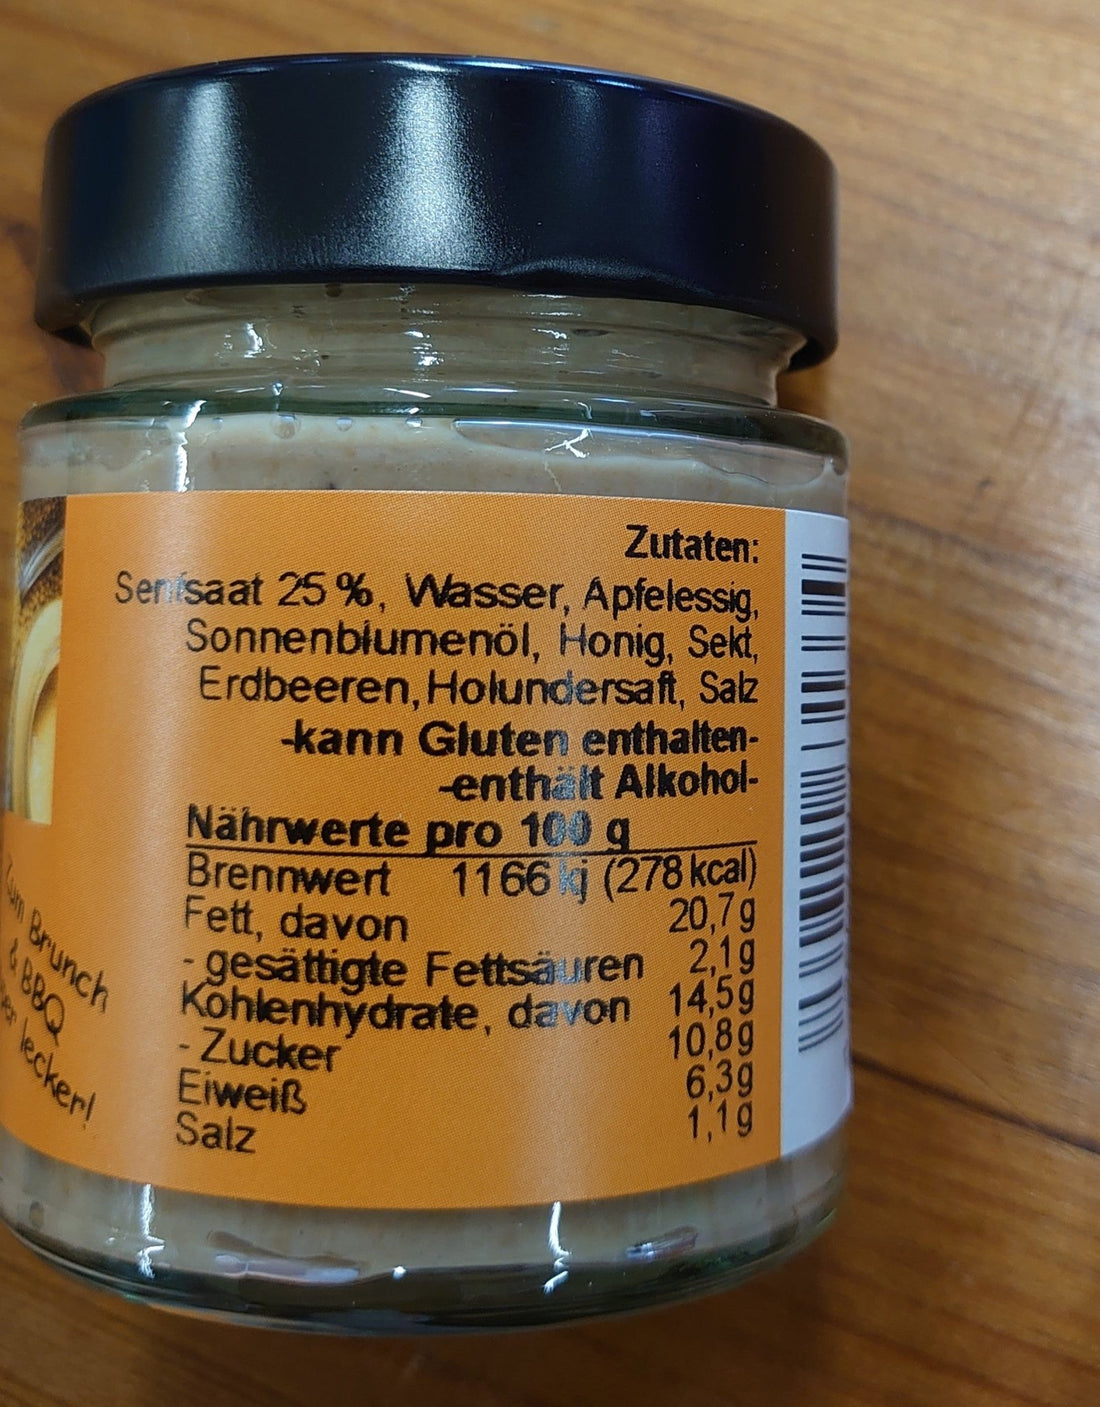 Zutaten:
Senfsaat 25 %, Wasser, Apfelessig,
Sonnenblumenöl, Honig, Sekt,
Erdbeeren, Holundersaft, Salz
-kann Gluten enthalten-
-enthält Alkohol-
Nährwerte pro 100 g
Brennwert 1166 kj (278 kcal)
Fett, davon 20,7g
- gesättigte Fettsäuren 2,1g
Kohlenhydrate, davon 14,5g
- Zucker 10,8g
Eiweiß 6,3g
Salz 1,1g
Zum Brunch
& BBQ
lecker!